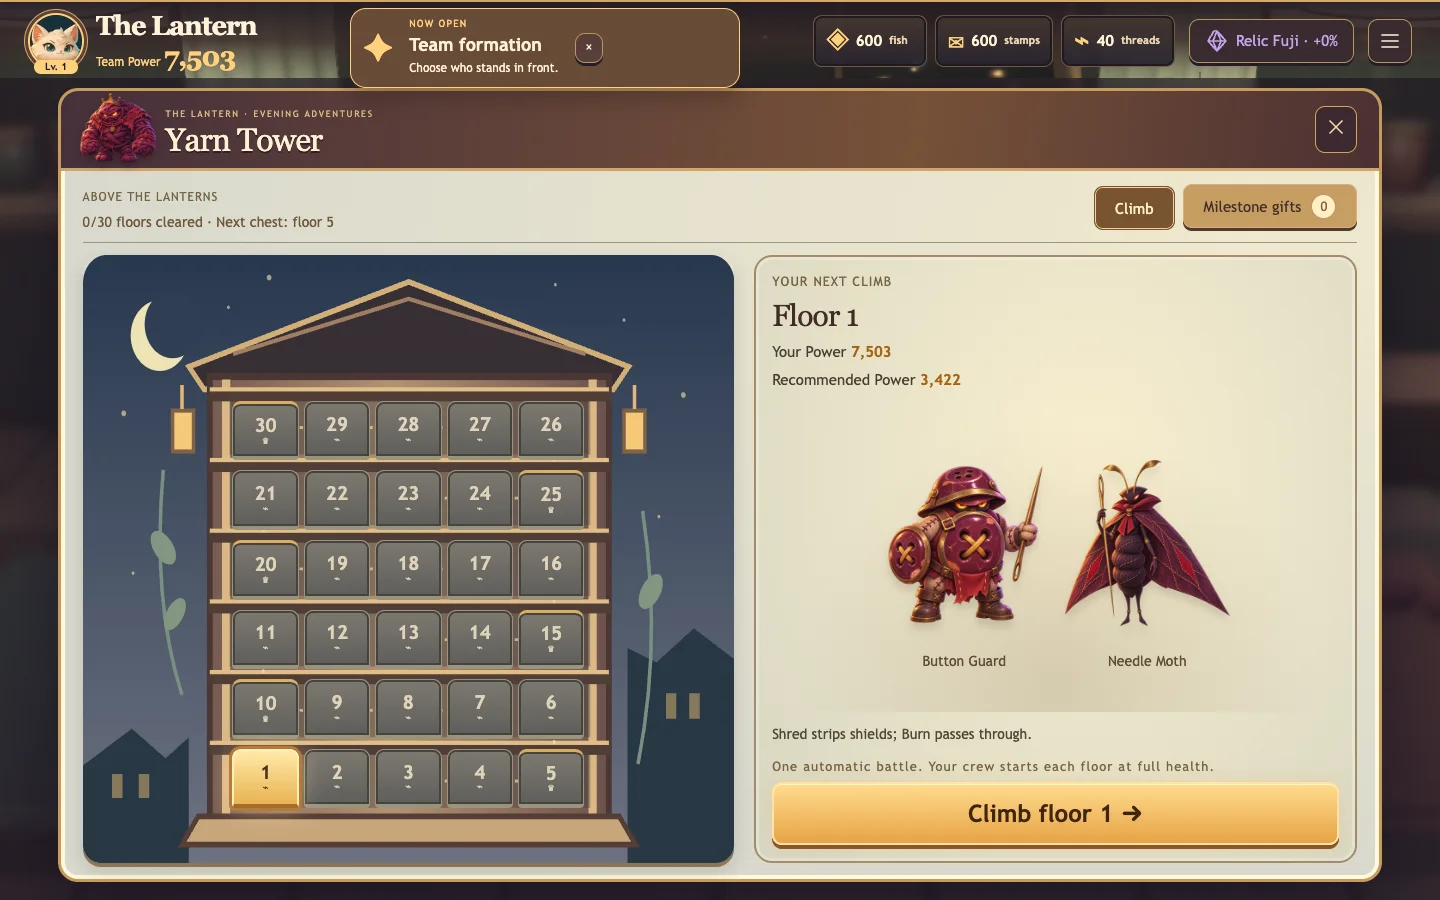 The Lantern
Team Power 7,503
Lv. 1
NOW OPEN
Team formation
Choose who stands in front.
×
600 fish
600 stamps
40 threads
Relic Fuji · +0%
THE LANTERN · EVENING ADVENTURES
Yarn Tower
ABOVE THE LANTERNS
0/30 floors cleared · Next chest: floor 5
Climb
Milestone gifts 0
30 29 28 27 26
21 22 23 24 25
20 19 18 17 16
11 12 13 14 15
10 9 8 7 6
1 2 3 4 5
YOUR NEXT CLIMB
Floor 1
Your Power 7,503
Recommended Power 3,422
Button Guard
Needle Moth
Shred strips shields; Burn passes through.
One automatic battle. Your crew starts each floor at full health.
Climb floor 1 →